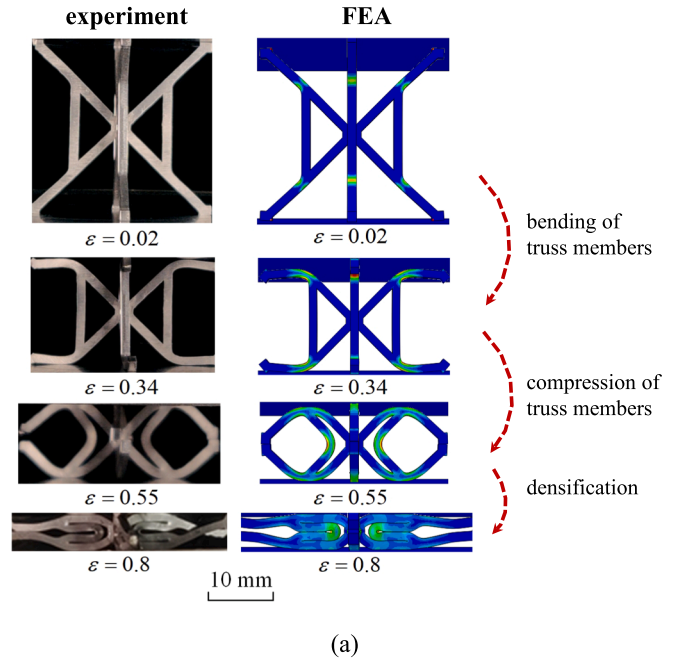 experiment FEA
ε = 0.02 ε = 0.02
bending of
truss members
ε = 0.34 ε = 0.34
compression of
truss members
ε = 0.55 ε = 0.55
densification
ε = 0.8 ε = 0.8
10 mm
(a)